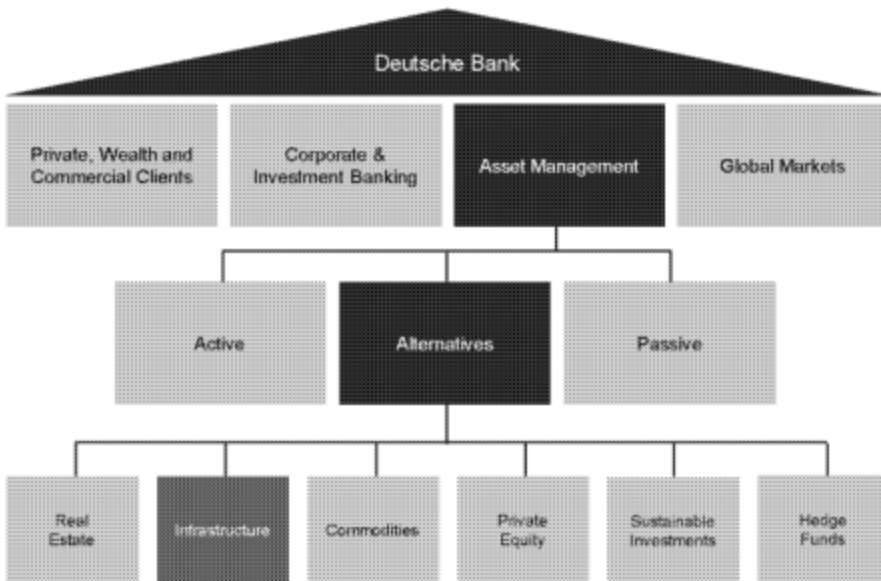 Deutsche Bank
Private, Wealth and
Commercial Clients
Corporate &
Investment Banking
Asset Management
Global Markets
Active
Alternatives
Passive
Real
Estate
Infrastructure
Commodities
Private
Equity
Sustainable
Investments
Hedge
Funds